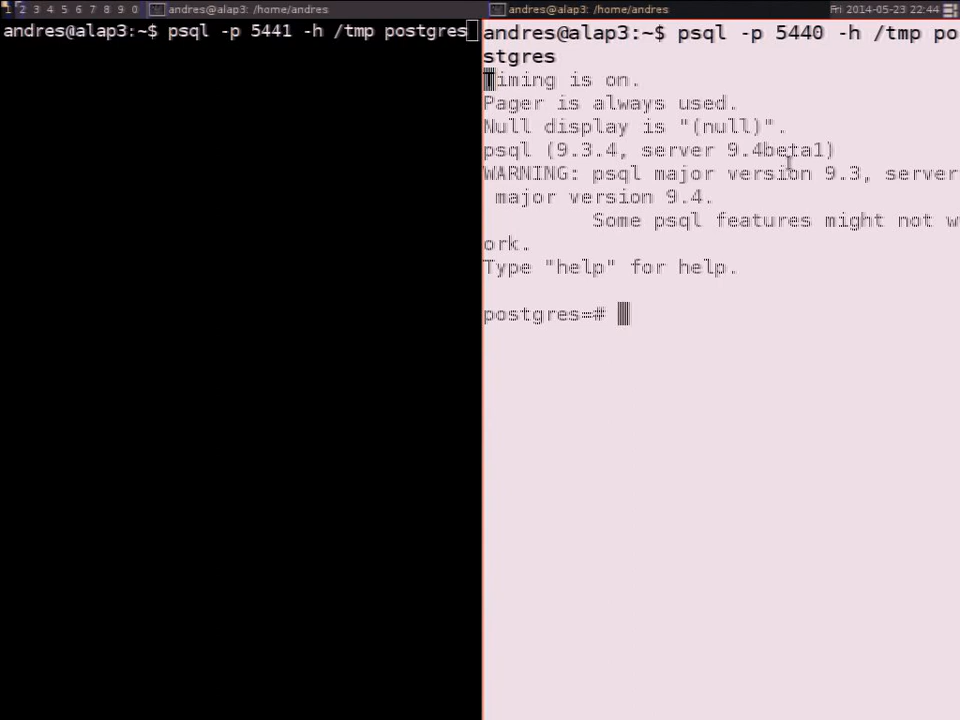 1 2 3 4 5 6 7 8 9 0 andres@alap3: /home/andres
andres@alap3: /home/andres Fri 2014-05-23 22:44
andres@alap3:~$ psql -p 5441 -h /tmp postgres
andres@alap3:~$ psql -p 5440 -h /tmp po
stgres
Timing is on.
Pager is always used.
Null display is "(null)".
psql (9.3.4, server 9.4beta1)
WARNING: psql major version 9.3, server
major version 9.4.
Some psql features might not w
ork.
Type "help" for help.
postgres=#